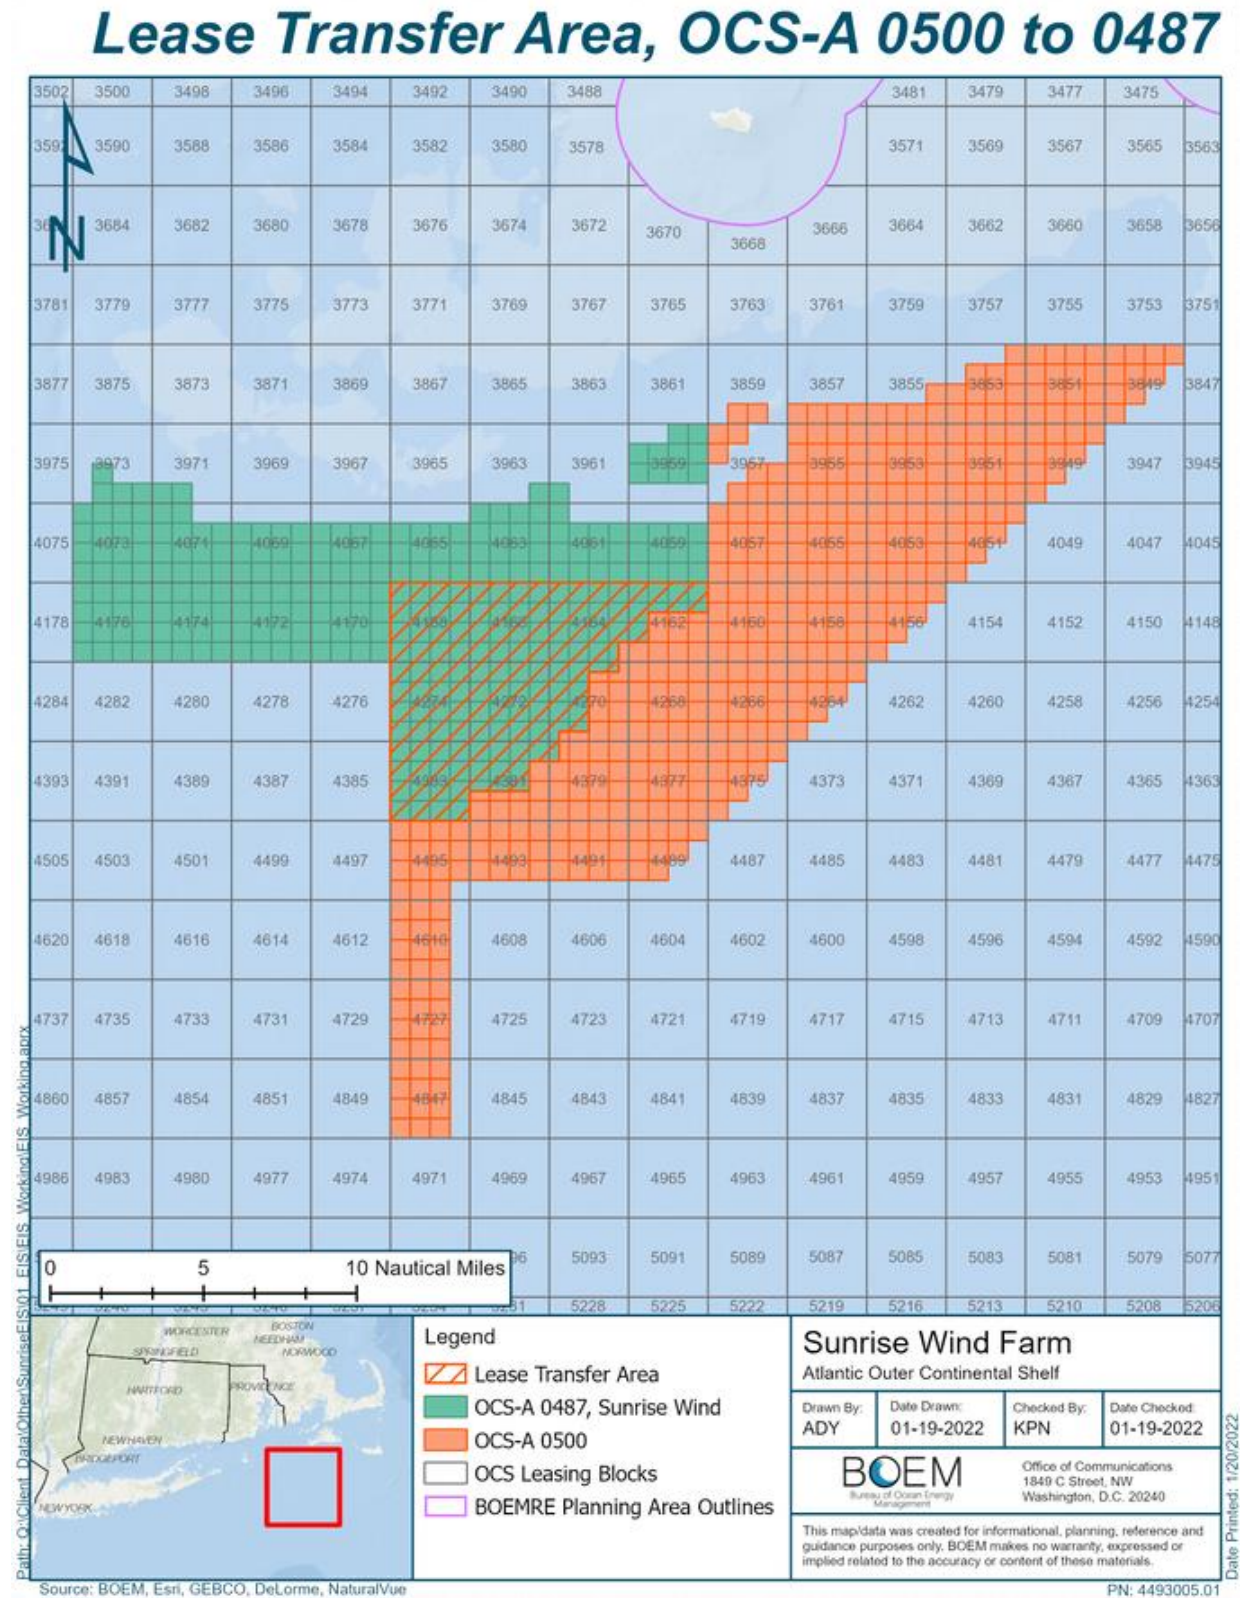 Lease Transfer Area, OCS-A 0500 to 0487
3502 3500 3498 3496 3494 3492 3490 3488 3481 3479 3477 3475
3590 3588 3586 3584 3582 3580 3578 3571 3569 3567 3565 3563
N
3684 3682 3680 3678 3676 3674 3672 3670 3668 3666 3664 3662 3660 3658 3656
3781 3779 3777 3775 3773 3771 3769 3767 3765 3763 3761 3759 3757 3755 3753 3751
3877 3875 3873 3871 3869 3867 3865 3863 3861 3859 3857 3855 3853 3851 3849 3847
3975 3973 3971 3969 3967 3965 3963 3961 3959 3957 3955 3953 3951 3949 3947 3945
4075 4073 4071 4069 4067 4065 4063 4061 4059 4057 4055 4053 4051 4049 4047 4045
4178 4176 4174 4172 4170 4164 4162 4160 4158 4156 4154 4152 4150 4148
4284 4282 4280 4278 4276 4274 4272 4270 4268 4266 4264 4262 4260 4258 4256 4254
4393 4391 4389 4387 4385 4381 4379 4377 4375 4373 4371 4369 4367 4365 4363
4505 4503 4501 4499 4497 4495 4493 4491 4489 4487 4485 4483 4481 4479 4477 4475
4620 4618 4616 4614 4612 4610 4608 4606 4604 4602 4600 4598 4596 4594 4592 4590
4737 4735 4733 4731 4729 4727 4725 4723 4721 4719 4717 4715 4713 4711 4709 4707
4860 4857 4854 4851 4849 4847 4845 4843 4841 4839 4837 4835 4833 4831 4829 4827
4986 4983 4980 4977 4974 4971 4969 4967 4965 4963 4961 4959 4957 4955 4953 4951
5093 5091 5089 5087 5085 5083 5081 5079 5077
0 5 10 Nautical Miles
5228 5225 5222 5219 5216 5213 5210 5208 5206
WORCESTER
BOSTON
NEEDHAM
NORWOOD
SPRINGFIELD
HARTFORD
PROVIDENCE
NEW HAVEN
BRIDGEPORT
NEW YORK
Legend
Lease Transfer Area
OCS-A 0487, Sunrise Wind
OCS-A 0500
OCS Leasing Blocks
BOEMRE Planning Area Outlines
Sunrise Wind Farm
Atlantic Outer Continental Shelf
Drawn By: ADY
Date Drawn: 01-19-2022
Checked By: KPN
Date Checked: 01-19-2022
BOEM
Bureau of Ocean Energy
Management
Office of Communications
1849 C Street, NW
Washington, D.C. 20240
This map/data was created for informational, planning, reference and
guidance purposes only. BOEM makes no warranty, expressed or
implied related to the accuracy or content of these materials.
Path: Q:\Client_Data\Other\SunriseEIS\01_EIS\EIS_Working\EIS_Working.aprx
Date Printed: 1/20/2022
Source: BOEM, Esri, GEBCO, DeLorme, NaturalVue
PN: 4493005.01